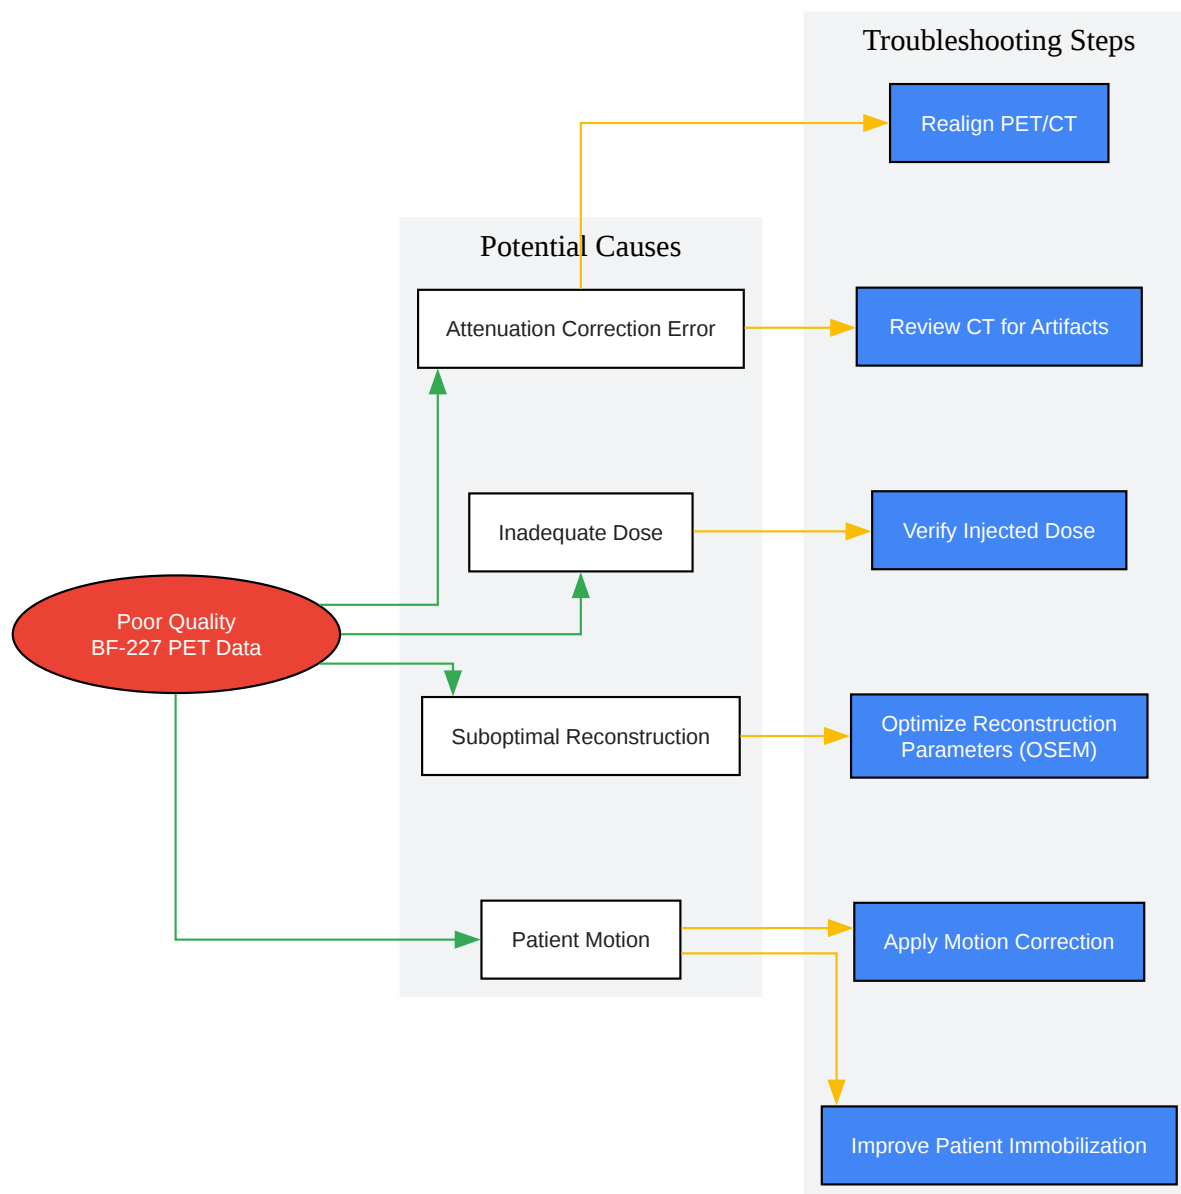 Troubleshooting Steps
Realign PET/CT
Potential Causes
Attenuation Correction Error
Review CT for Artifacts
Inadequate Dose
Verify Injected Dose
Poor Quality
BF-227 PET Data
Suboptimal Reconstruction
Optimize Reconstruction
Parameters (OSEM)
Patient Motion
Apply Motion Correction
Improve Patient Immobilization